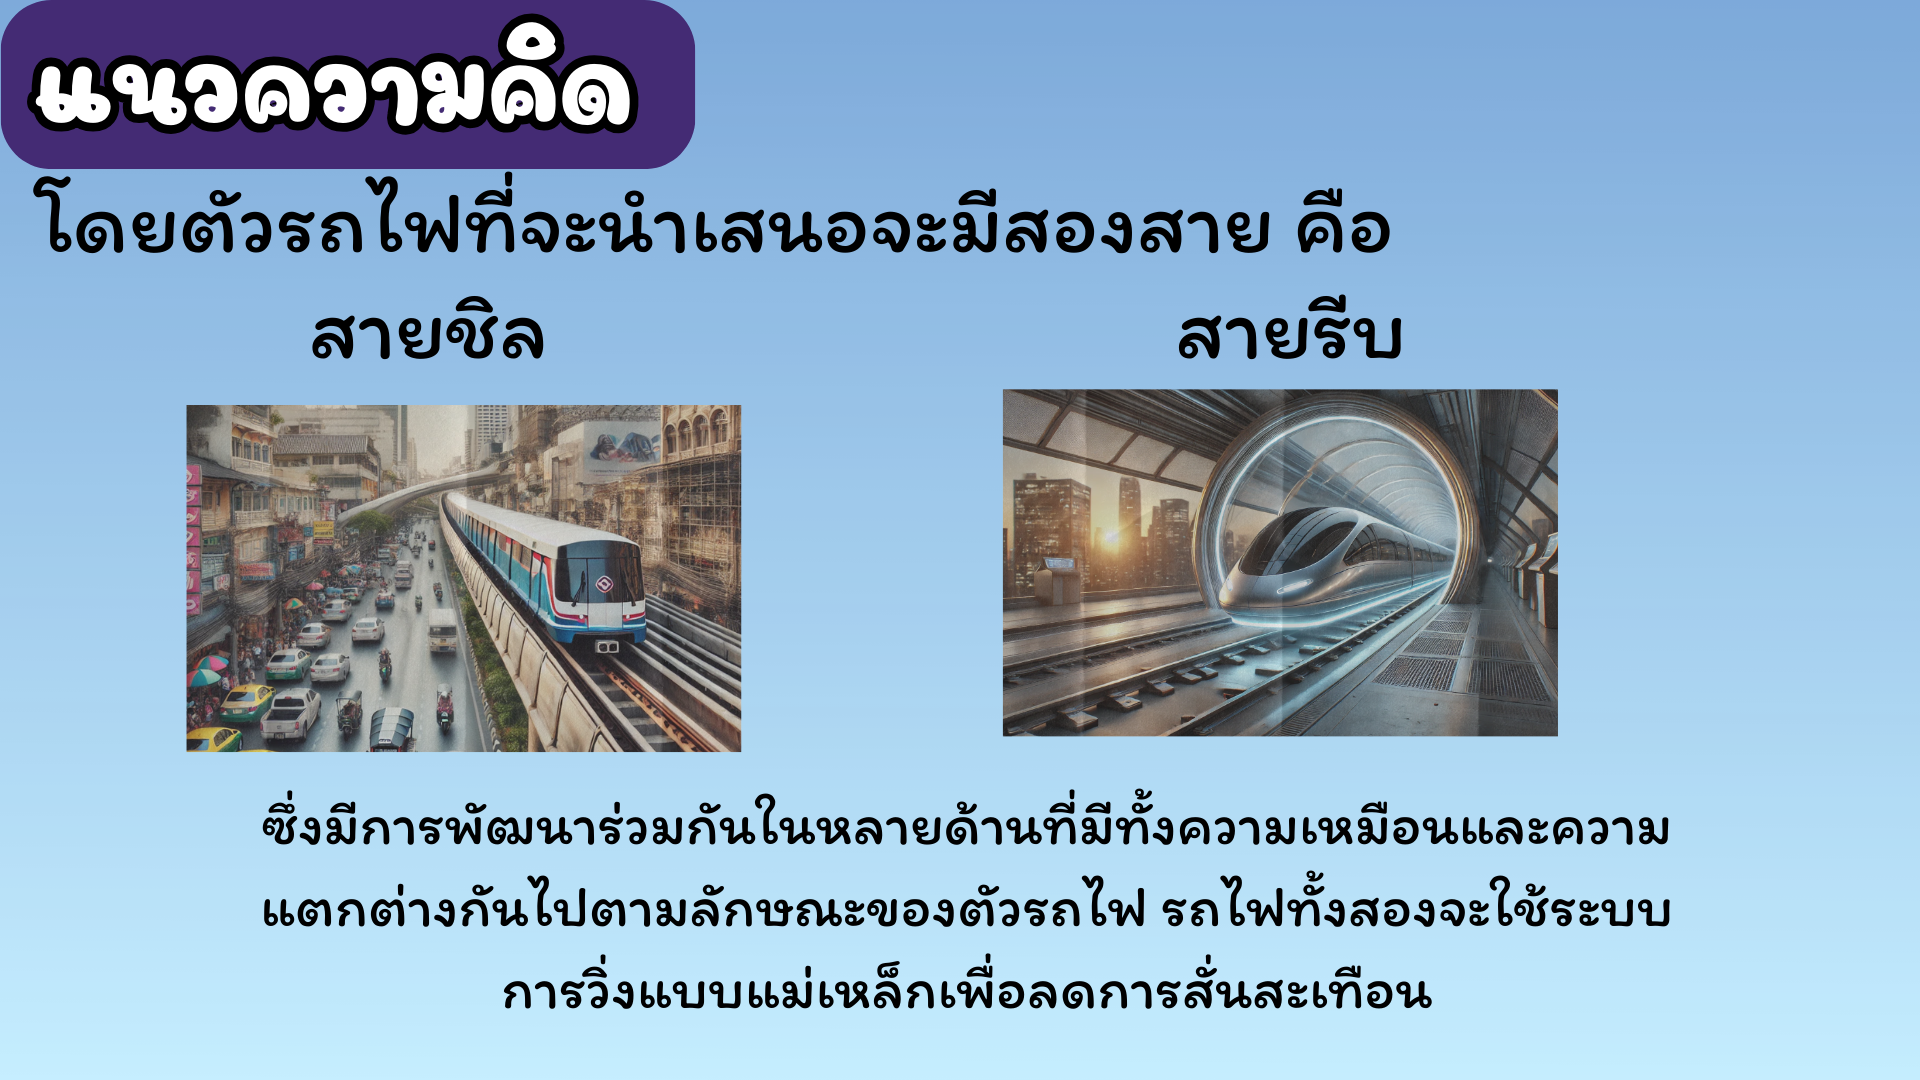 แนวความคิด
โดยตัวรถไฟที่จะนำเสนอจะมีสองสาย คือ
สายชิล
สายรีบ
ซึ่งมีการพัฒนาร่วมกันในหลายด้านที่มีทั้งความเหมือนและความ
แตกต่างกันไปตามลักษณะของตัวรถไฟ รถไฟทั้งสองจะใช้ระบบ
การวิ่งแบบแม่เหล็กเพื่อลดการสั่นสะเทือน